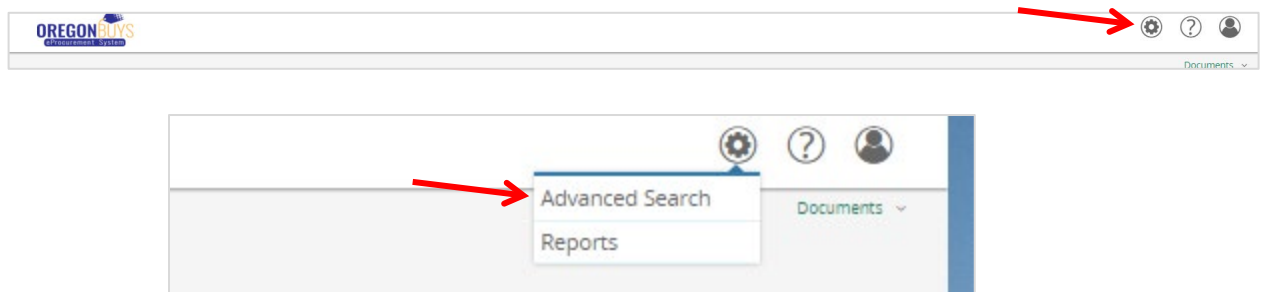 OREGONBUYS
eProcurement System
?
Documents
?
Advanced Search
Documents
Reports